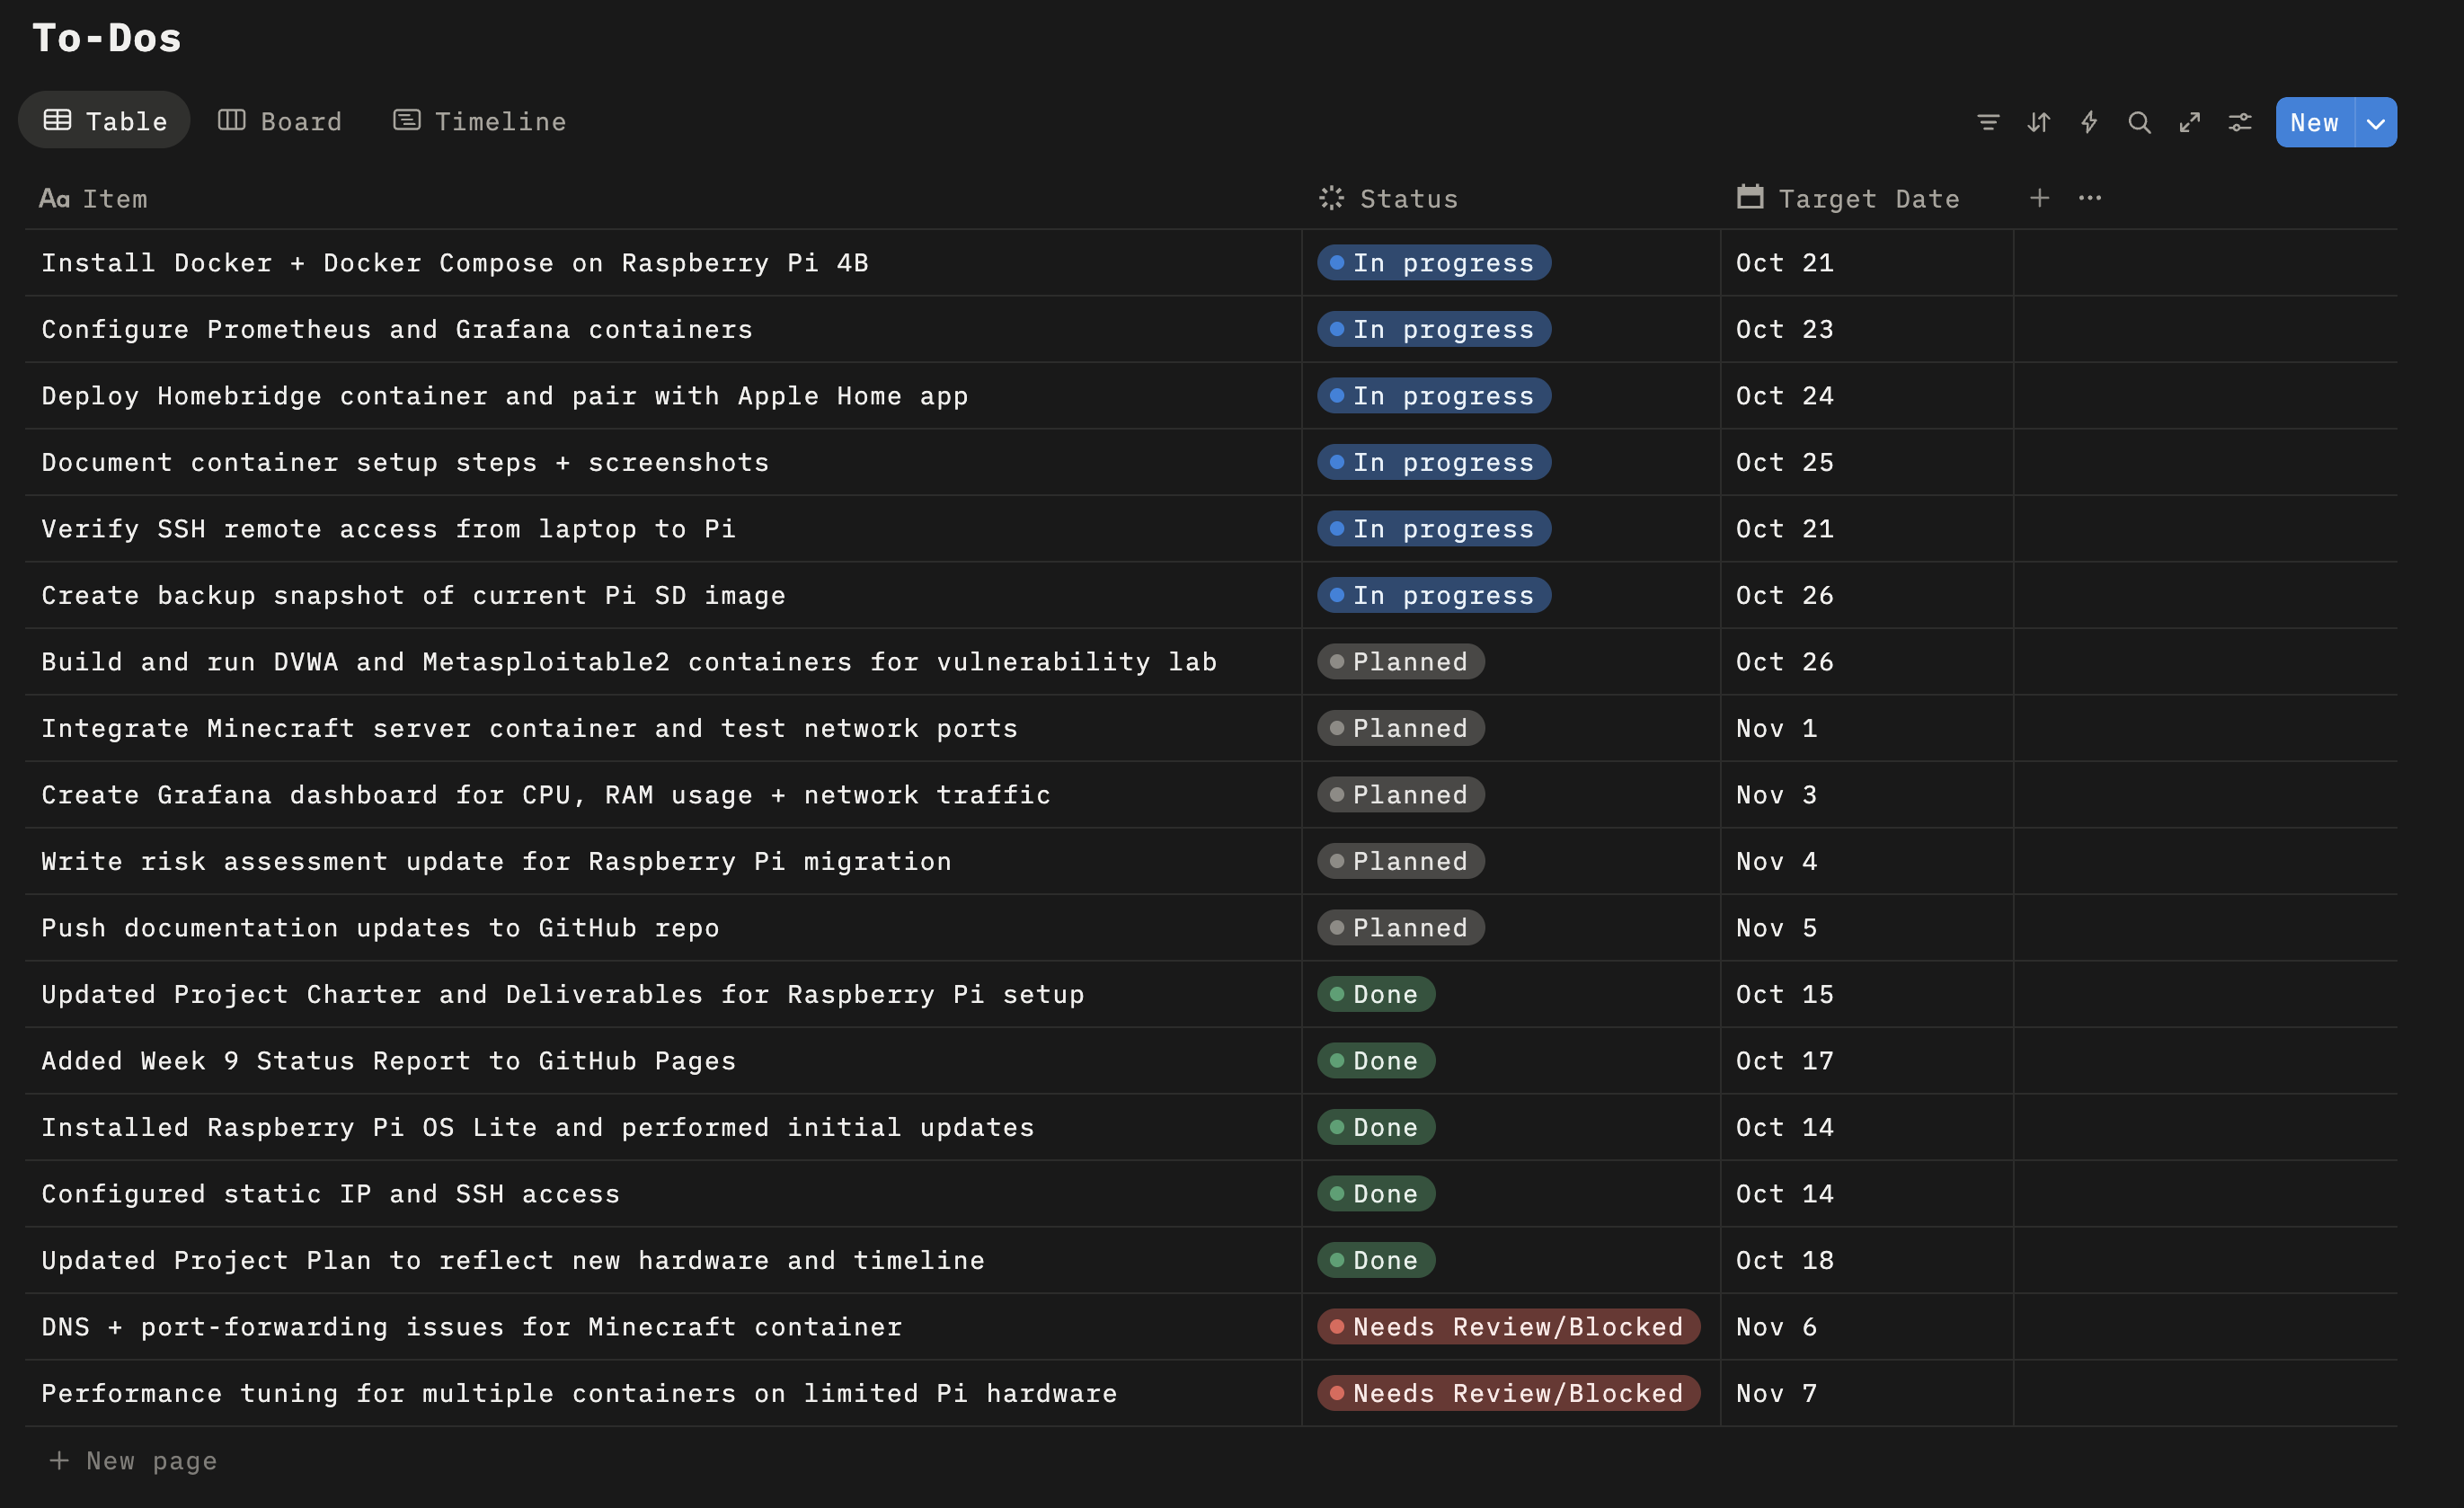 To-Dos
Table Board Timeline New
Aa Item Status Target Date
Install Docker + Docker Compose on Raspberry Pi 4B In progress Oct 21
Configure Prometheus and Grafana containers In progress Oct 23
Deploy Homebridge container and pair with Apple Home app In progress Oct 24
Document container setup steps + screenshots In progress Oct 25
Verify SSH remote access from laptop to Pi In progress Oct 21
Create backup snapshot of current Pi SD image In progress Oct 26
Build and run DVWA and Metasploitable2 containers for vulnerability lab Planned Oct 26
Integrate Minecraft server container and test network ports Planned Nov 1
Create Grafana dashboard for CPU, RAM usage + network traffic Planned Nov 3
Write risk assessment update for Raspberry Pi migration Planned Nov 4
Push documentation updates to GitHub repo Planned Nov 5
Updated Project Charter and Deliverables for Raspberry Pi setup Done Oct 15
Added Week 9 Status Report to GitHub Pages Done Oct 17
Installed Raspberry Pi OS Lite and performed initial updates Done Oct 14
Configured static IP and SSH access Done Oct 14
Updated Project Plan to reflect new hardware and timeline Done Oct 18
DNS + port-forwarding issues for Minecraft container Needs Review/Blocked Nov 6
Performance tuning for multiple containers on limited Pi hardware Needs Review/Blocked Nov 7
+ New page